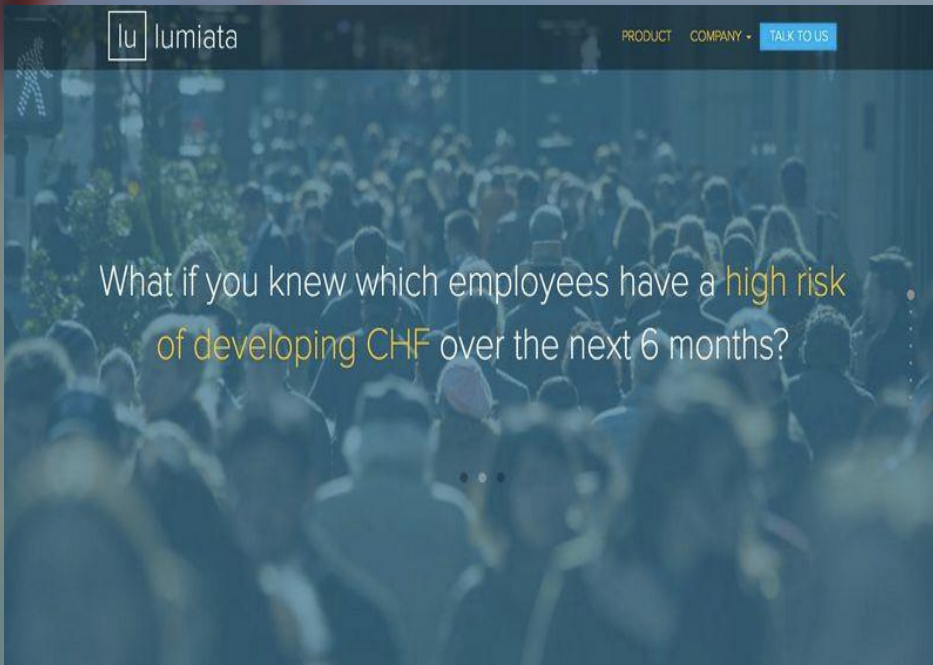 lu lumiata
PRODUCT COMPANY TALK TO US
What if you knew which employees have a high risk
of developing CHF over the next 6 months?